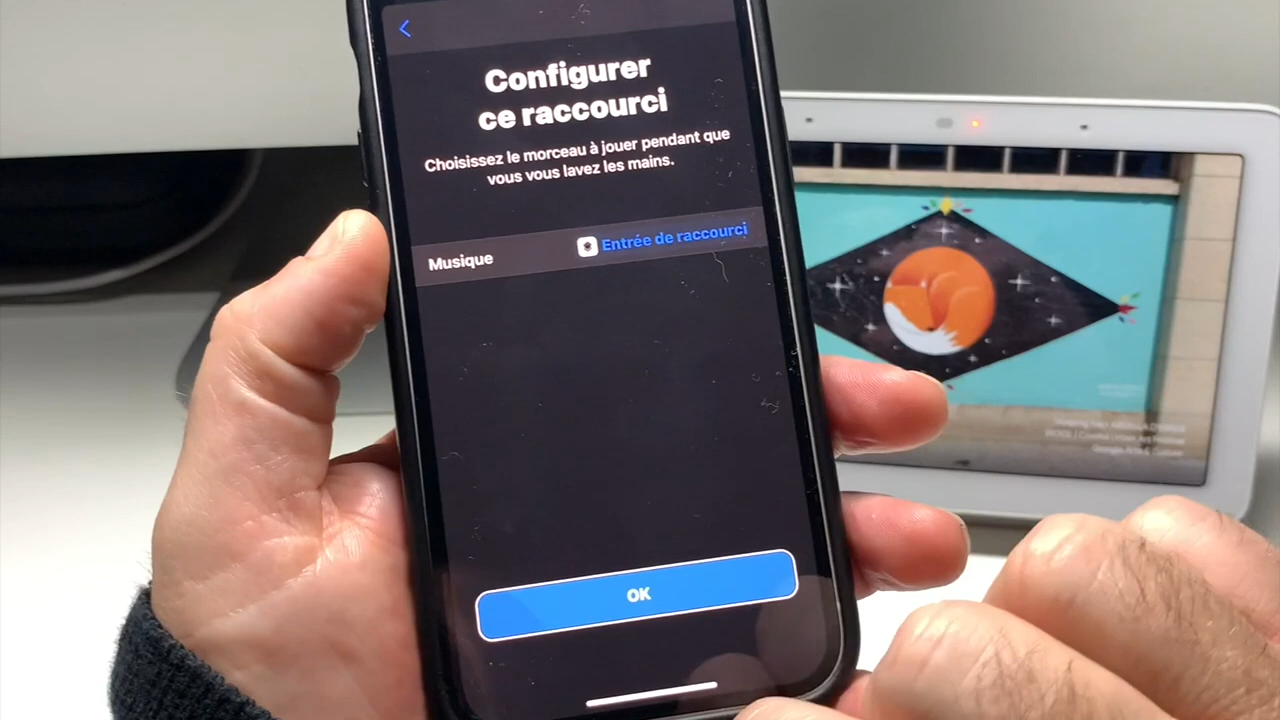 Configurer
ce raccourci
Choisissez le morceau à jouer pendant que
vous vous lavez les mains.
Musique Entrée de raccourci
OK